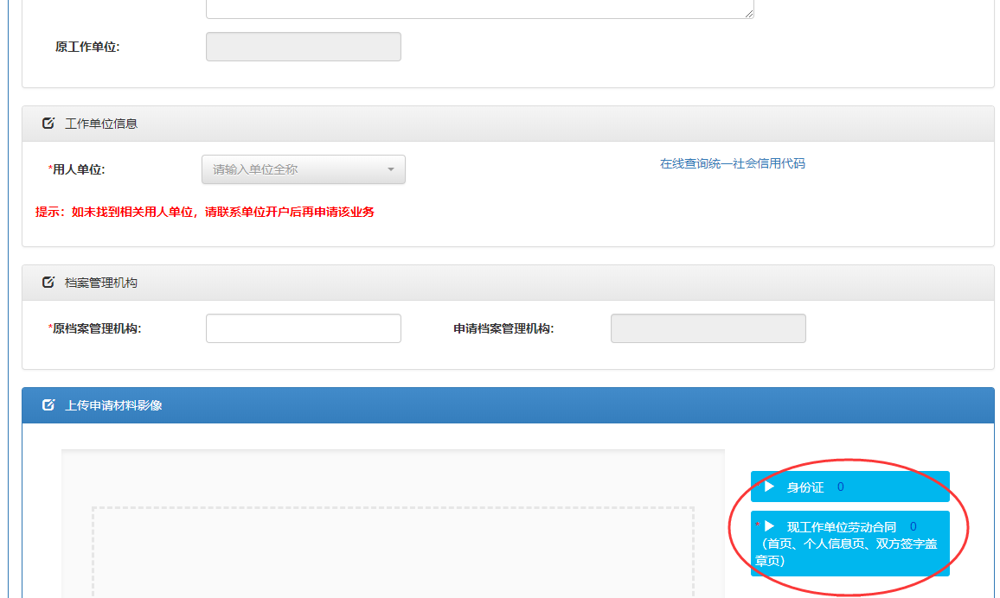 原工作单位:
工作单位信息
*用人单位:
请输入单位全称
在线查询统一社会信用代码
提示：如未找到相关用人单位，请联系单位开户后再申请该业务
档案管理机构
*原档案管理机构:
申请档案管理机构:
上传申请材料影像
身份证 0
* 现工作单位劳动合同 0
（首页、个人信息页、双方签字盖
章页）